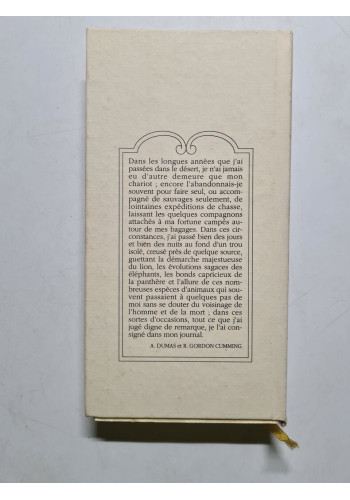 Dans les longues années que j'ai
passées dans le désert, je n'ai jamais
eu d'autre demeure que mon
chariot ; encore l'abandonnais-je
souvent pour faire seul, ou accom-
pagné de sauvages seulement, de
lointaines expéditions de chasse,
laissant les quelques compagnons
attachés à ma fortune campés au-
tour de mes bagages. Dans ces cir-
constances, j'ai passé bien des jours
et bien des nuits au fond d'un trou
isolé, creusé près de quelque source,
guettant la démarche majestueuse
du lion, les évolutions sagaces des
éléphants, les bonds capricieux de
la panthère et l'allure de ces nom-
breuses espèces d'animaux qui sou-
vent passaient à quelques pas de
moi sans se douter du voisinage de
l'homme et de la mort ; dans ces
sortes d'occasions, tout ce que j'ai
jugé digne de remarque, je l'ai con-
signé dans mon journal.
A. DUMAS et R. GORDON CUMMING